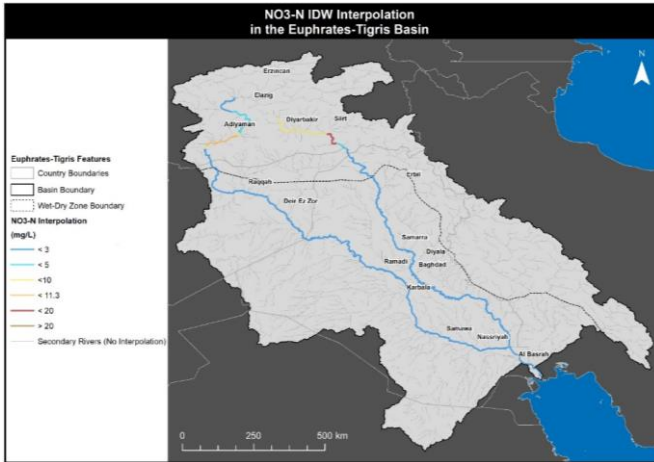 NO3-N IDW Interpolation
in the Euphrates-Tigris Basin
N
Erzincan
Elazig
Adiyaman
Diyarbakir
Siirt
Raqqah
Erbil
Deir Ez Zor
Samarra
Diyala
Ramadi
Baghdad
Karbala
Samawa
Nassriyah
Al Basrah
Euphrates-Tigris Features
Country Boundaries
Basin Boundary
Wet-Dry Zone Boundary
NO3-N Interpolation
(mg/L)
< 3
< 5
<10
< 11.3
< 20
> 20
Secondary Rivers (No Interpolation)
0 250 500 km